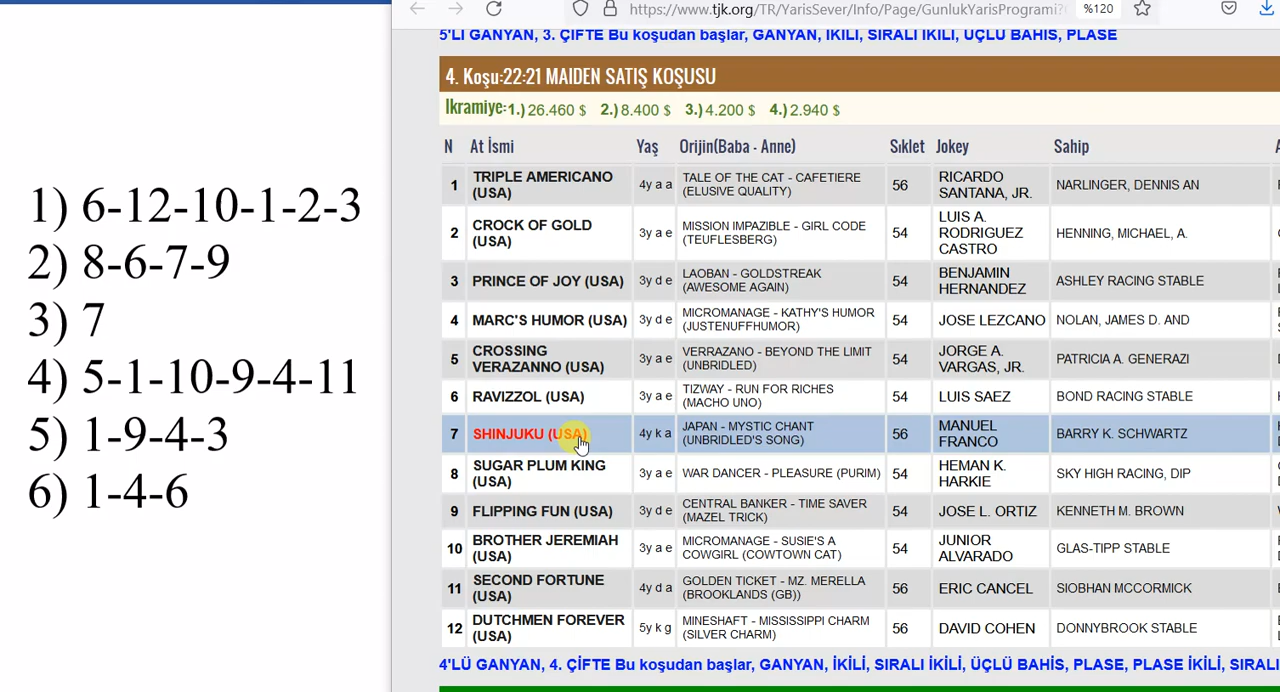 https://www.tjk.org/TR/YarisSever/Info/Page/GunlukYarisProgrami?
%120
5'Lİ GANYAN, 3. ÇİFTE Bu koşudan başlar, GANYAN, İKİLİ, SIRALI İKİLİ, ÜÇLÜ BAHİS, PLASE
4. Koşu:22:21 MAIDEN SATIŞ KOŞUSU
İkramiye:1.) 26.460 $ 2.) 8.400 $ 3.) 4.200 $ 4.) 2.940 $
N At İsmi Yaş Orijin(Baba - Anne) Sıklet Jokey Sahip
1 TRIPLE AMERICANO (USA) 4y a a TALE OF THE CAT - CAFETIERE (ELUSIVE QUALITY) 56 RICARDO SANTANA, JR. NARLINGER, DENNIS AN
2 CROCK OF GOLD (USA) 3y a e MISSION IMPAZIBLE - GIRL CODE (TEUFLESBERG) 54 LUIS A. RODRIGUEZ CASTRO HENNING, MICHAEL, A.
3 PRINCE OF JOY (USA) 3y d e LAOBAN - GOLDSTREAK (AWESOME AGAIN) 54 BENJAMIN HERNANDEZ ASHLEY RACING STABLE
4 MARC'S HUMOR (USA) 3y d e MICROMANAGE - KATHY'S HUMOR (JUSTENUFFHUMOR) 54 JOSE LEZCANO NOLAN, JAMES D. AND
5 CROSSING VERAZANNO (USA) 3y a e VERRAZANO - BEYOND THE LIMIT (UNBRIDLED) 54 JORGE A. VARGAS, JR. PATRICIA A. GENERAZI
6 RAVIZZOL (USA) 3y a e TIZWAY - RUN FOR RICHES (MACHO UNO) 54 LUIS SAEZ BOND RACING STABLE
7 SHINJUKU (USA) 4y k a JAPAN - MYSTIC CHANT (UNBRIDLED'S SONG) 56 MANUEL FRANCO BARRY K. SCHWARTZ
8 SUGAR PLUM KING (USA) 3y a e WAR DANCER - PLEASURE (PURIM) 54 HEMAN K. HARKIE SKY HIGH RACING, DIP
9 FLIPPING FUN (USA) 3y d e CENTRAL BANKER - TIME SAVER (MAZEL TRICK) 54 JOSE L. ORTIZ KENNETH M. BROWN
10 BROTHER JEREMIAH (USA) 3y a e MICROMANAGE - SUSIE'S A COWGIRL (COWTOWN CAT) 54 JUNIOR ALVARADO GLAS-TIPP STABLE
11 SECOND FORTUNE (USA) 4y d a GOLDEN TICKET - MZ. MERELLA (BROOKLANDS (GB)) 56 ERIC CANCEL SIOBHAN MCCORMICK
12 DUTCHMEN FOREVER (USA) 5y k g MINESHAFT - MISSISSIPPI CHARM (SILVER CHARM) 56 DAVID COHEN DONNYBROOK STABLE
4'LÜ GANYAN, 4. ÇİFTE Bu koşudan başlar, GANYAN, İKİLİ, SIRALI İKİLİ, ÜÇLÜ BAHİS, PLASE, PLASE İKİLİ, SIRALI
1) 6-12-10-1-2-3
2) 8-6-7-9
3) 7
4) 5-1-10-9-4-11
5) 1-9-4-3
6) 1-4-6